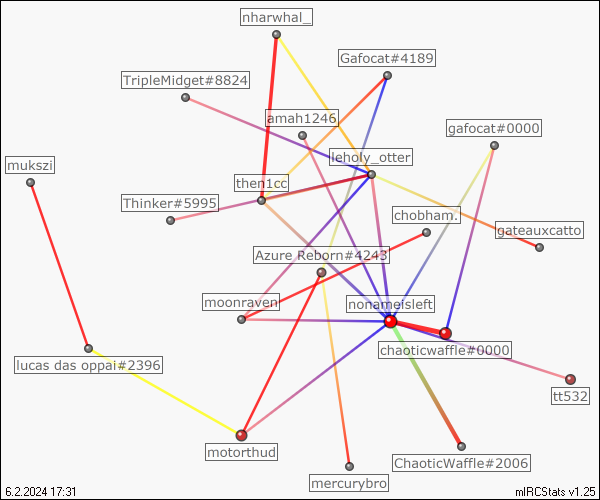 nharwhal_
Gafocat#4189
TripleMidget#8824
amah1246
gafocat#0000
leholy_otter
mukszi
then1cc
Thinker#5995
chobham.
gateauxcatto
Azure Reborn#4243
moonraven
nonameisleft
chaoticwaffle#0000
lucas das oppai#2396
tt532
motorthud
ChaoticWaffle#2006
mercurybro
6.2.2024 17:31
mIRCStats v1.25